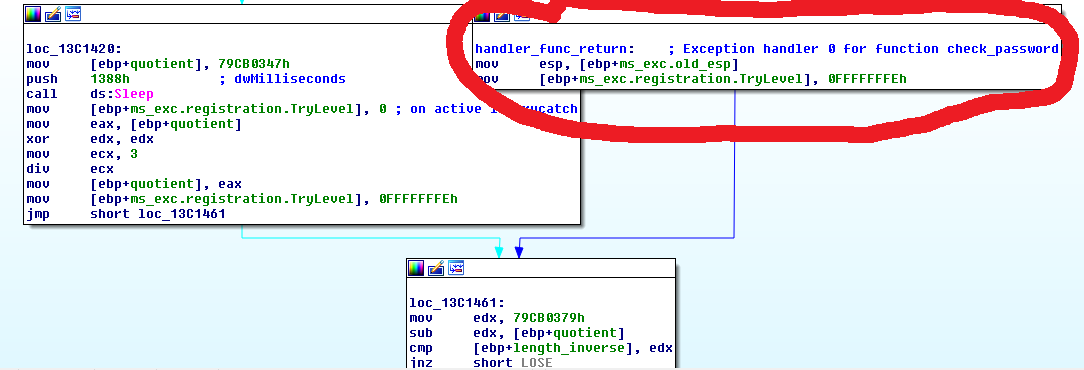 loc_13C1420:
mov [ebp+quotient], 79CB0347h
push 1388h ; dwMilliseconds
call ds:Sleep
mov [ebp+ms_exc.registration.TryLevel], 0 ; on active
mov eax, [ebp+quotient]
xor edx, edx
mov ecx, 3
div ecx
mov [ebp+quotient], eax
mov [ebp+ms_exc.registration.TryLevel], 0FFFFFFFEh
jmp short loc_13C1461
handler_func_return: ; Exception handler 0 for function check_password
mov esp, [ebp+ms_exc.old_esp]
mov [ebp+ms_exc.registration.TryLevel], 0FFFFFFFEh
loc_13C1461:
mov edx, 79CB0379h
sub edx, [ebp+quotient]
cmp [ebp+length_inverse], edx
jnz short LOSE